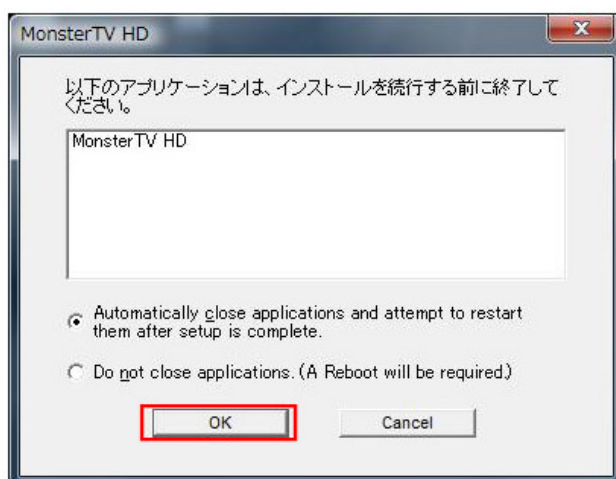 MonsterTV HD
以下のアプリケーションは、インストールを続行する前に終了して
ください。
MonsterTV HD
Automatically close applications and attempt to restart
them after setup is complete.
Do not close applications. (A Reboot will be required.)
OK
Cancel